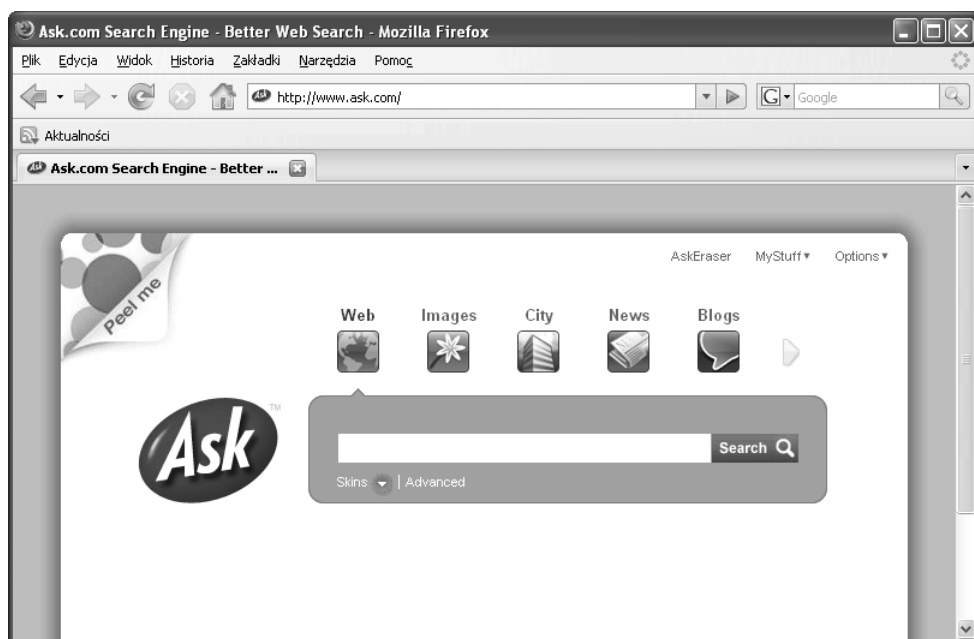 Ask.com Search Engine - Better Web Search - Mozilla Firefox
Plik Edycja Widok Historia Zakładki Narzędzia Pomoc
http://www.ask.com/ G Google
Aktualności
Ask Ask.com Search Engine - Better ...
AskEraser MyStuff Options
Peel me
Web Images City News Blogs
Ask TM
Search
Skins | Advanced